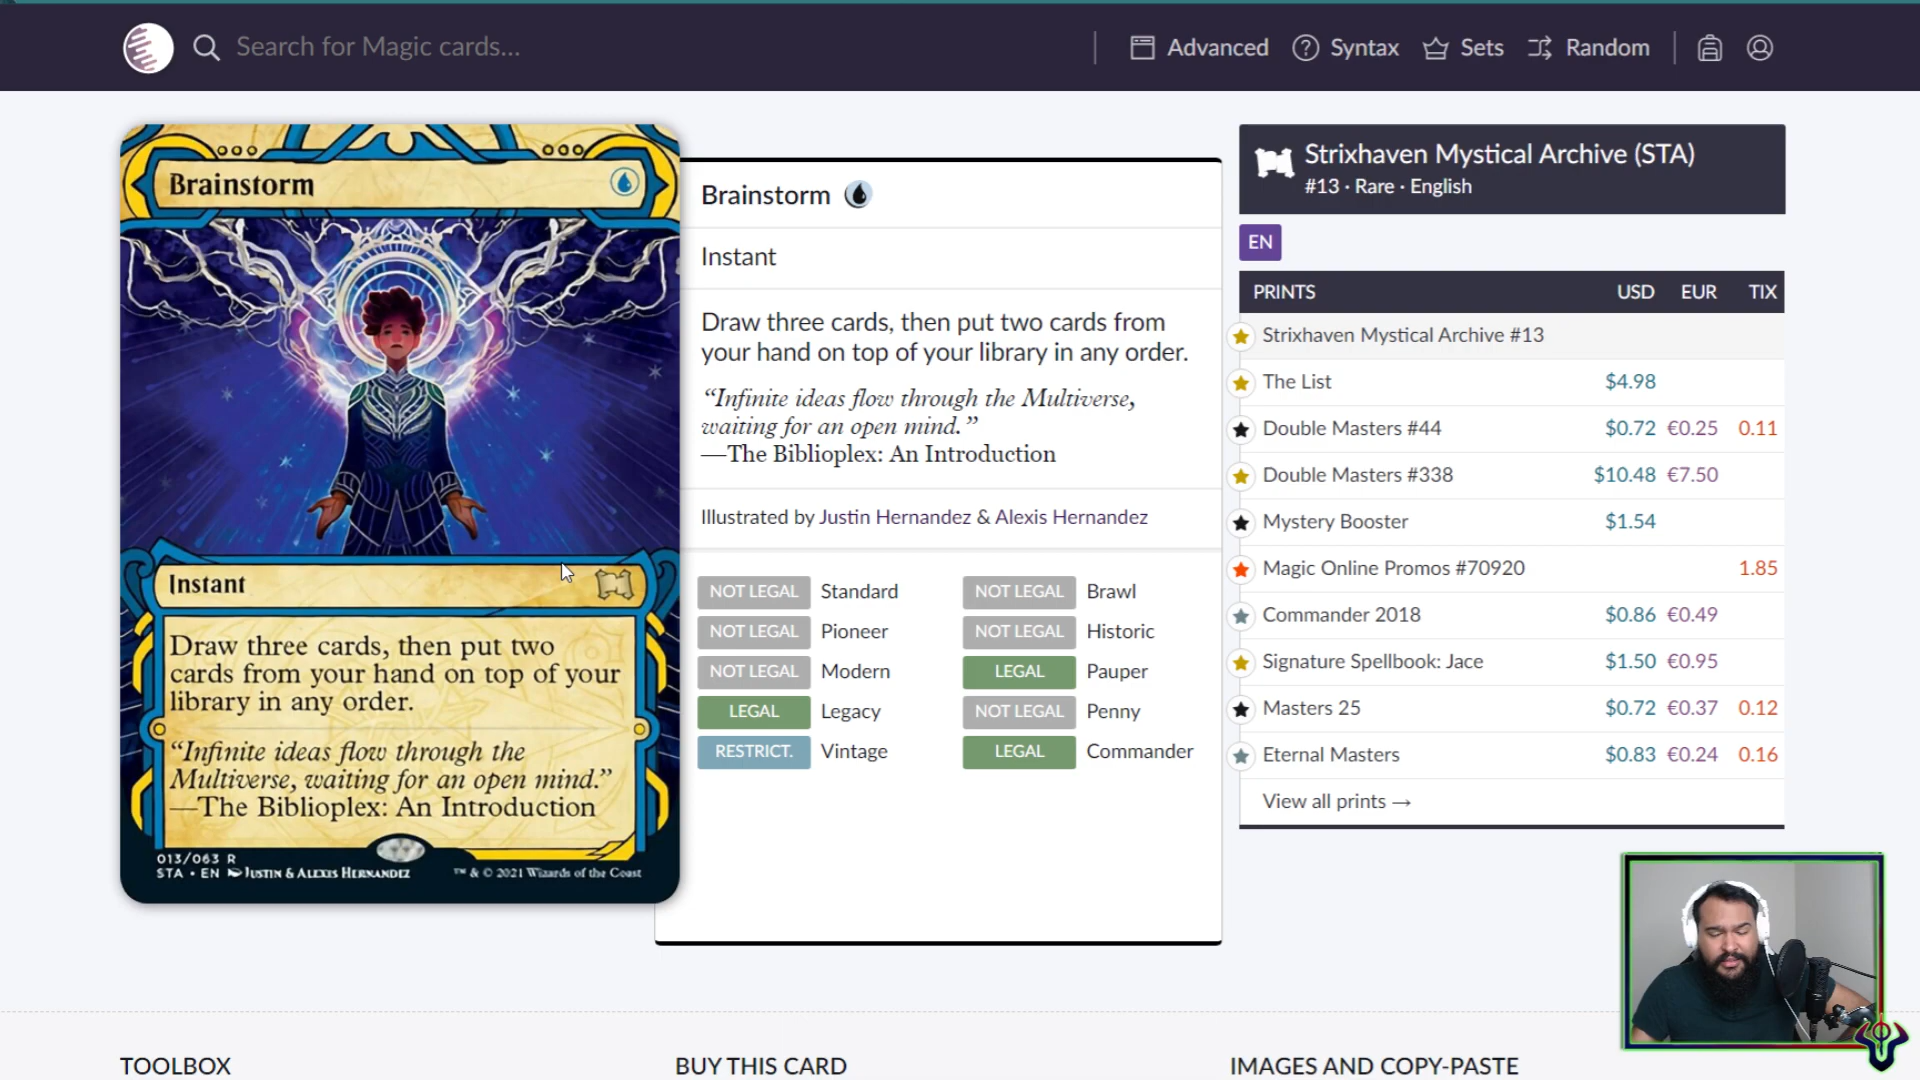 Search for Magic cards...
Advanced
Syntax
Sets
Random
Brainstorm
Instant
Draw three cards, then put two
cards from your hand on top of your
library in any order.
“Infinite ideas flow through the
Multiverse, waiting for an open mind.”
—The Biblioplex: An Introduction
013/063 R
STA • EN JUSTIN & ALEXIS HERNANDEZ
™ & © 2021 Wizards of the Coast
Brainstorm
Instant
Draw three cards, then put two cards from
your hand on top of your library in any order.
“Infinite ideas flow through the Multiverse,
waiting for an open mind.”
—The Biblioplex: An Introduction
Illustrated by Justin Hernandez & Alexis Hernandez
NOT LEGAL Standard NOT LEGAL Brawl
NOT LEGAL Pioneer NOT LEGAL Historic
NOT LEGAL Modern LEGAL Pauper
LEGAL Legacy NOT LEGAL Penny
RESTRICT. Vintage LEGAL Commander
Strixhaven Mystical Archive (STA)
#13 · Rare · English
EN
PRINTS USD EUR TIX
Strixhaven Mystical Archive #13
The List $4.98
Double Masters #44 $0.72 €0.25 0.11
Double Masters #338 $10.48 €7.50
Mystery Booster $1.54
Magic Online Promos #70920 1.85
Commander 2018 $0.86 €0.49
Signature Spellbook: Jace $1.50 €0.95
Masters 25 $0.72 €0.37 0.12
Eternal Masters $0.83 €0.24 0.16
View all prints →
TOOLBOX
BUY THIS CARD
IMAGES AND COPY-PASTE